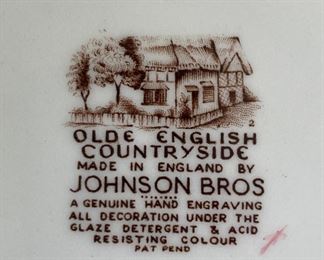 2
OLDE ENGLISH
COUNTRYSIDE
MADE IN ENGLAND BY
JOHNSON BROS
A GENUINE HAND ENGRAVING
ALL DECORATION UNDER THE
GLAZE DETERGENT & ACID
RESISTING COLOUR
PAT PEND